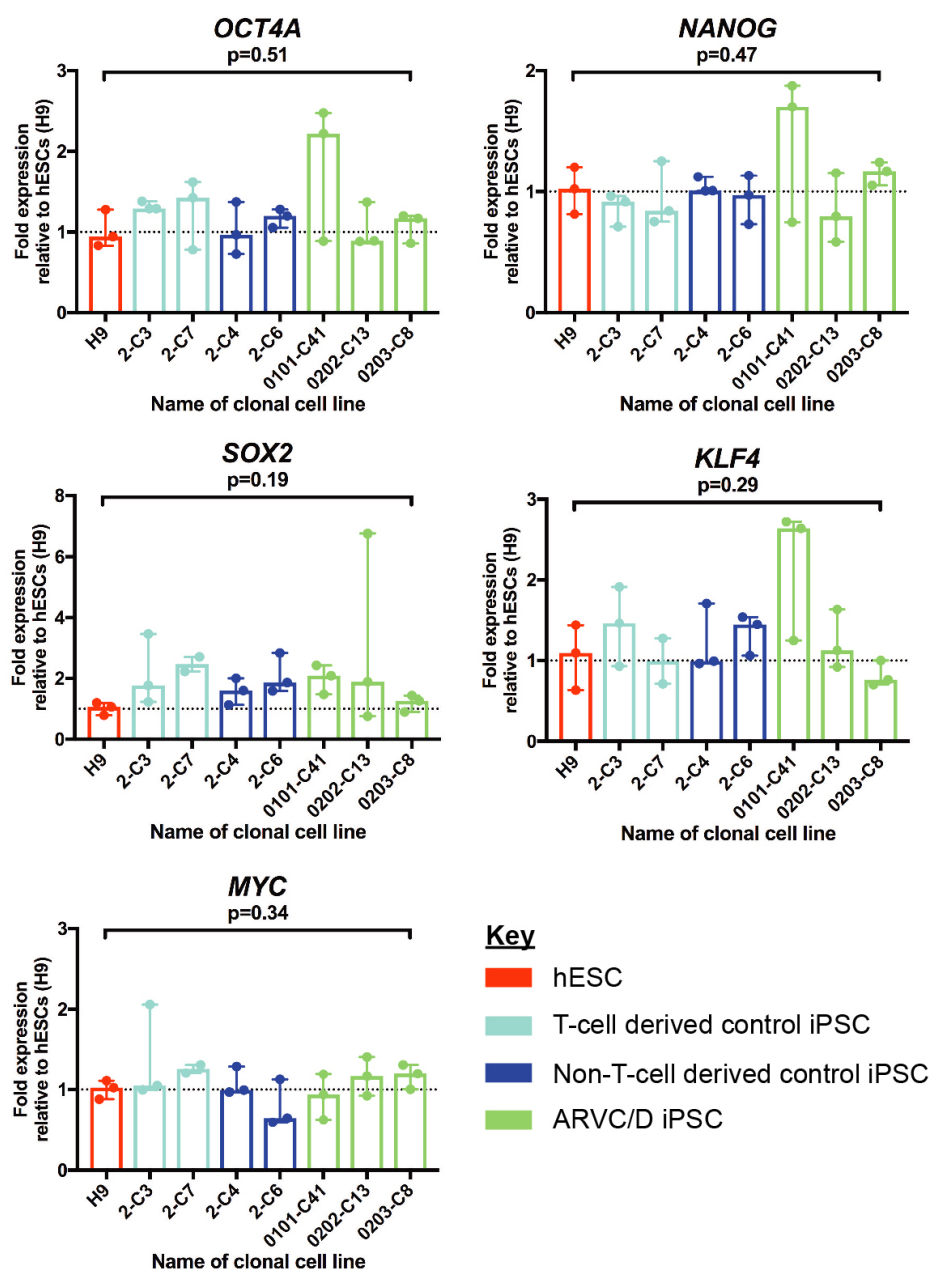 OCT4A
p=0.51
Fold expression
relative to hESCs (H9)
3
2
1
0
H9
2-C3
2-C7
2-C4
2-C6
0101-C41
0202-C13
0203-C8
Name of clonal cell line
NANOG
p=0.47
Fold expression
relative to hESCs (H9)
2
1
0
H9
2-C3
2-C7
2-C4
2-C6
0101-C41
0202-C13
0203-C8
Name of clonal cell line
SOX2
p=0.19
Fold expression
relative to hESCs (H9)
8
6
4
2
0
H9
2-C3
2-C7
2-C4
2-C6
0101-C41
0202-C13
0203-C8
Name of clonal cell line
KLF4
p=0.29
Fold expression
relative to hESCs (H9)
3
2
1
0
H9
2-C3
2-C7
2-C4
2-C6
0101-C41
0202-C13
0203-C8
Name of clonal cell line
MYC
p=0.34
Fold expression
relative to hESCs (H9)
3
2
1
0
H9
2-C3
2-C7
2-C4
2-C6
0101-C41
0202-C13
0203-C8
Name of clonal cell line
Key
hESC
T-cell derived control iPSC
Non-T-cell derived control iPSC
ARVC/D iPSC